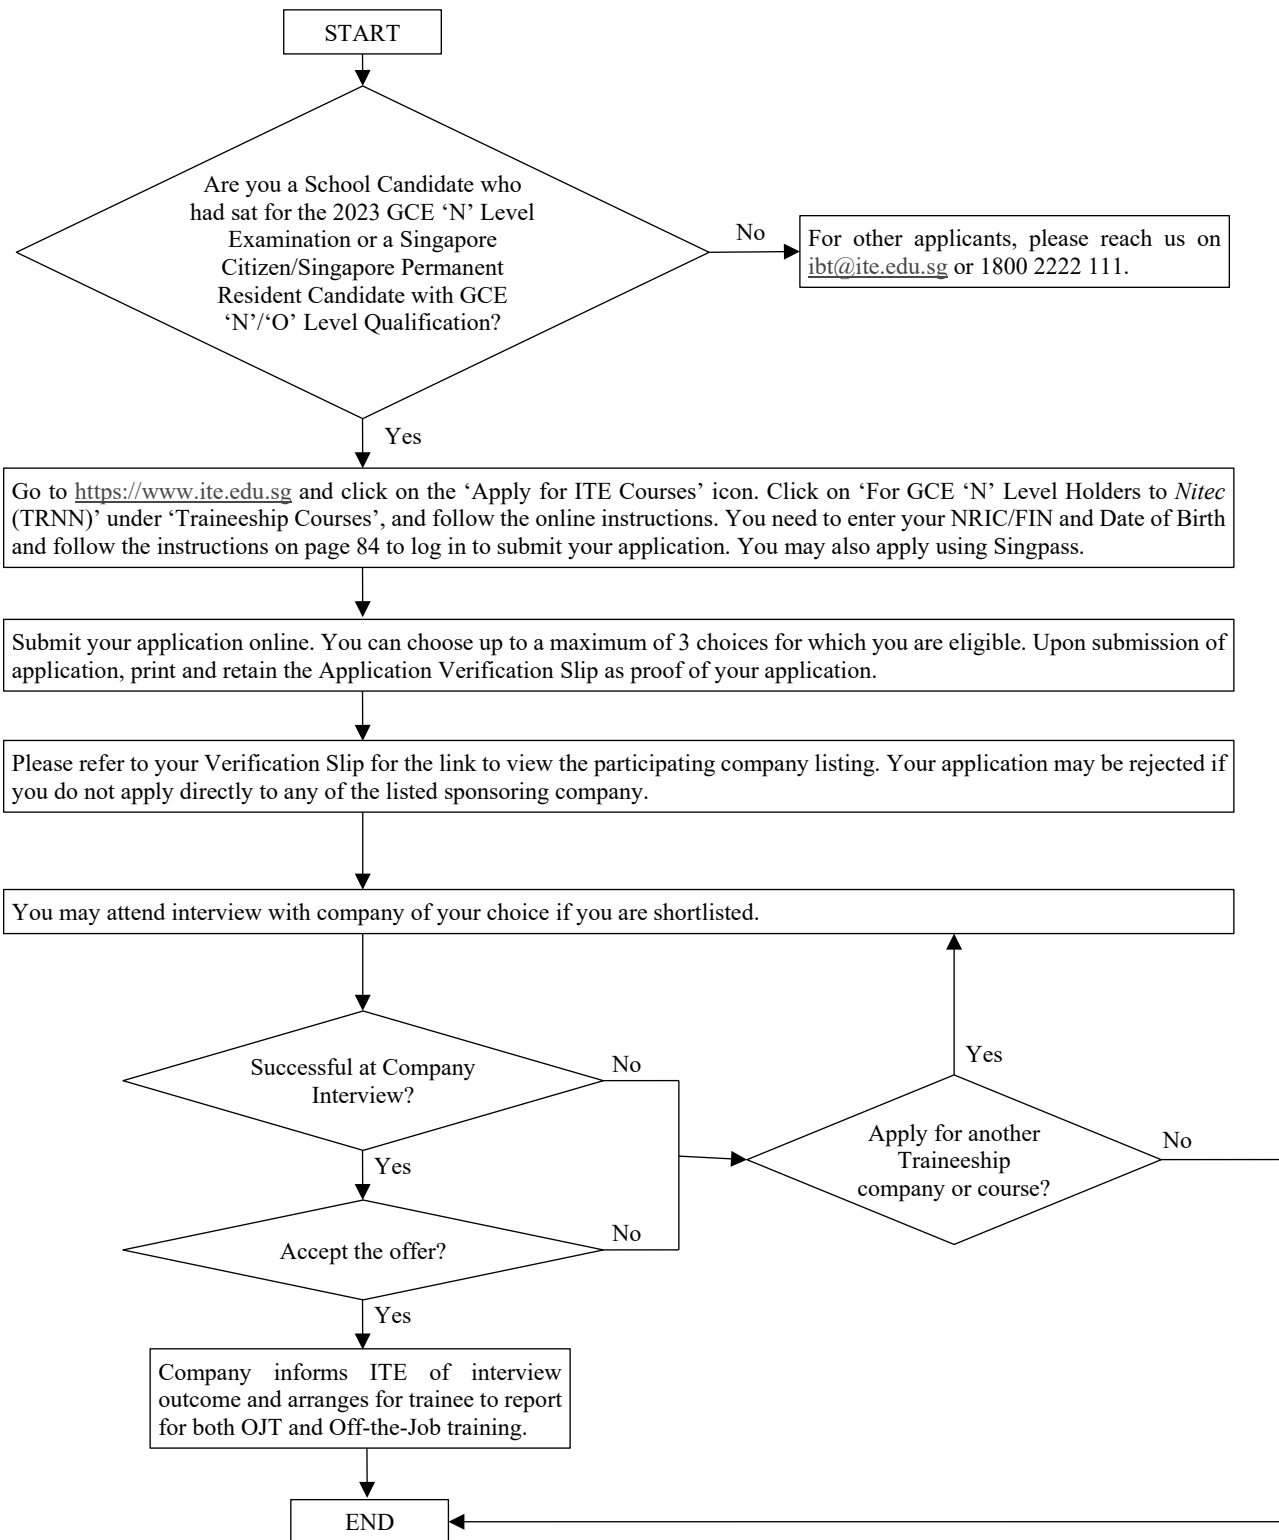 START
Are you a School Candidate who
had sat for the 2023 GCE ‘N’ Level
Examination or a Singapore
Citizen/Singapore Permanent
Resident Candidate with GCE
‘N’/‘O’ Level Qualification?
No
For other applicants, please reach us on
ibt@ite.edu.sg or 1800 2222 111.
Yes
Go to https://www.ite.edu.sg and click on the ‘Apply for ITE Courses’ icon. Click on ‘For GCE ‘N’ Level Holders to Nitec
(TRNN)’ under ‘Traineeship Courses’, and follow the online instructions. You need to enter your NRIC/FIN and Date of Birth
and follow the instructions on page 84 to log in to submit your application. You may also apply using Singpass.
Submit your application online. You can choose up to a maximum of 3 choices for which you are eligible. Upon submission of
application, print and retain the Application Verification Slip as proof of your application.
Please refer to your Verification Slip for the link to view the participating company listing. Your application may be rejected if
you do not apply directly to any of the listed sponsoring company.
You may attend interview with company of your choice if you are shortlisted.
Successful at Company
Interview?
No
Yes
Accept the offer?
No
Yes
Apply for another
Traineeship
company or course?
Yes
No
Company informs ITE of interview
outcome and arranges for trainee to report
for both OJT and Off-the-Job training.
END